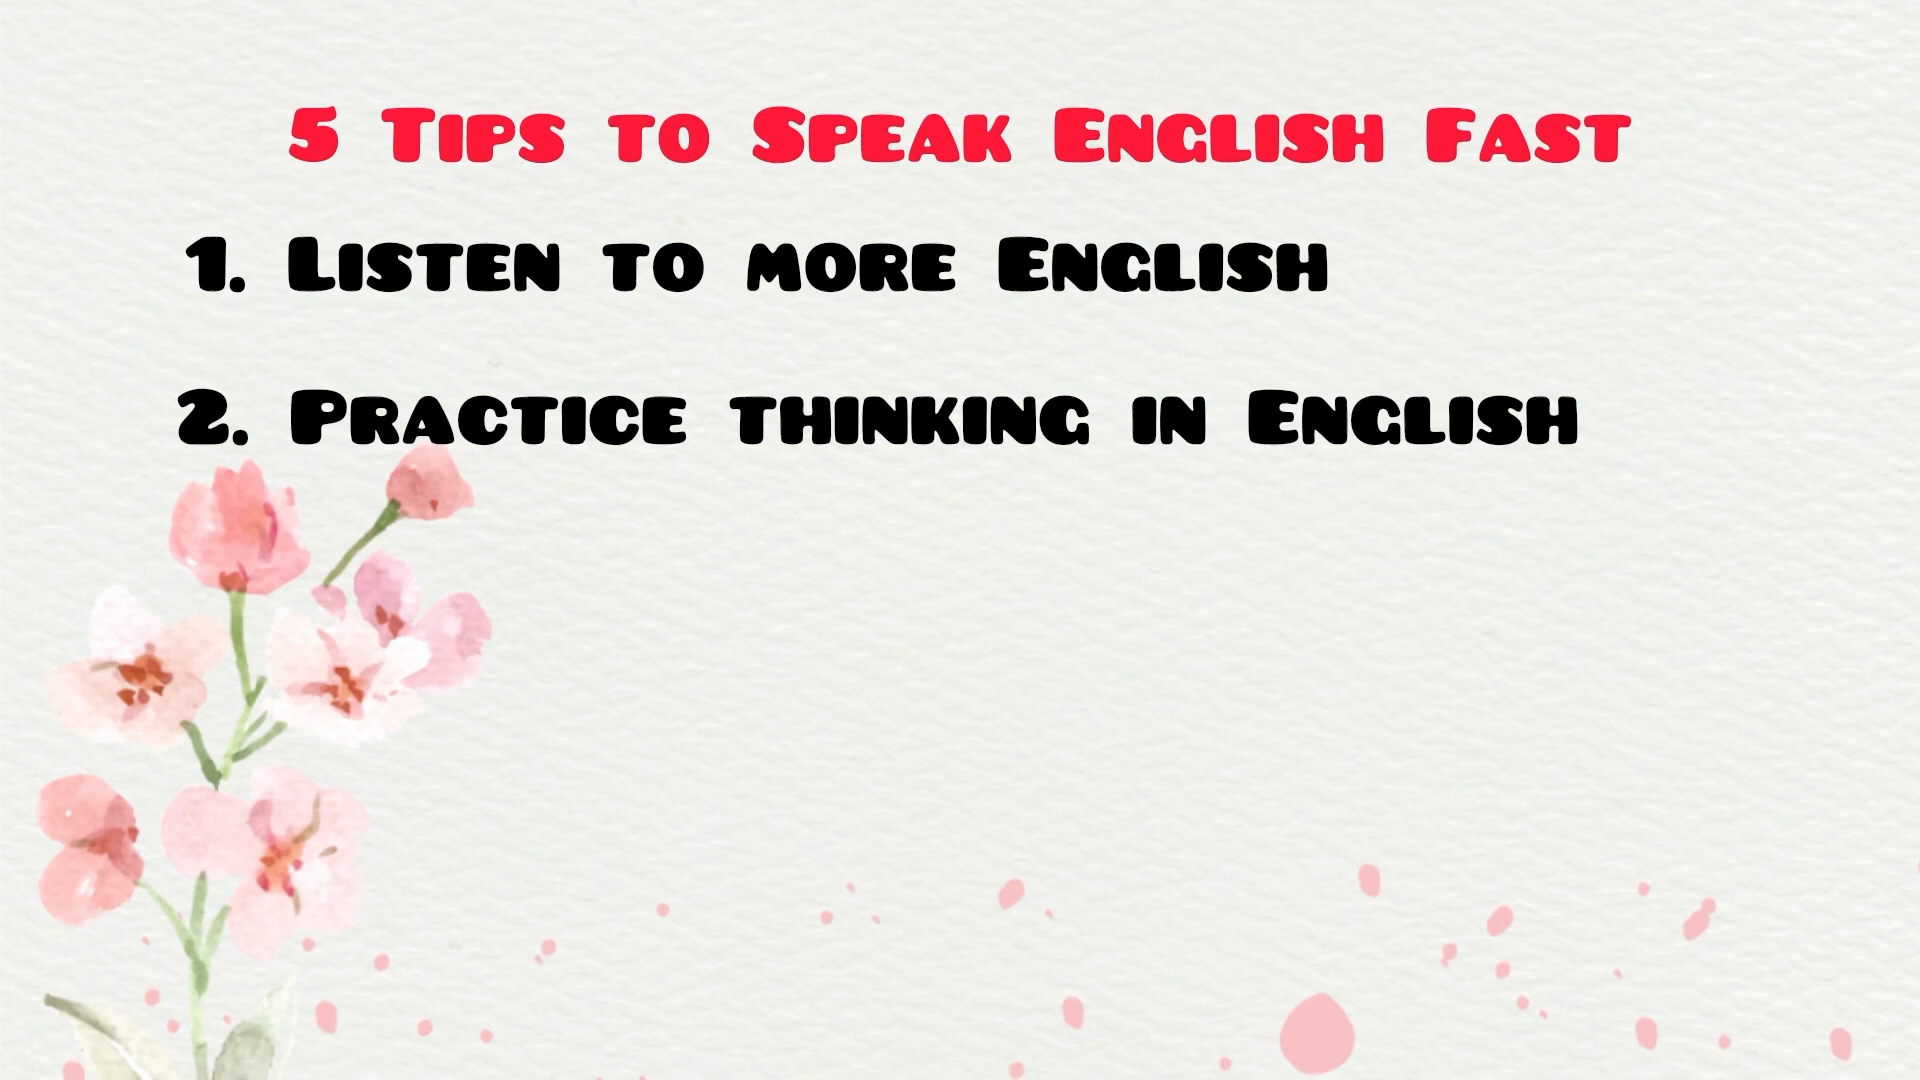 5 Tips to Speak English Fast
1. Listen to more English
2. Practice thinking in English